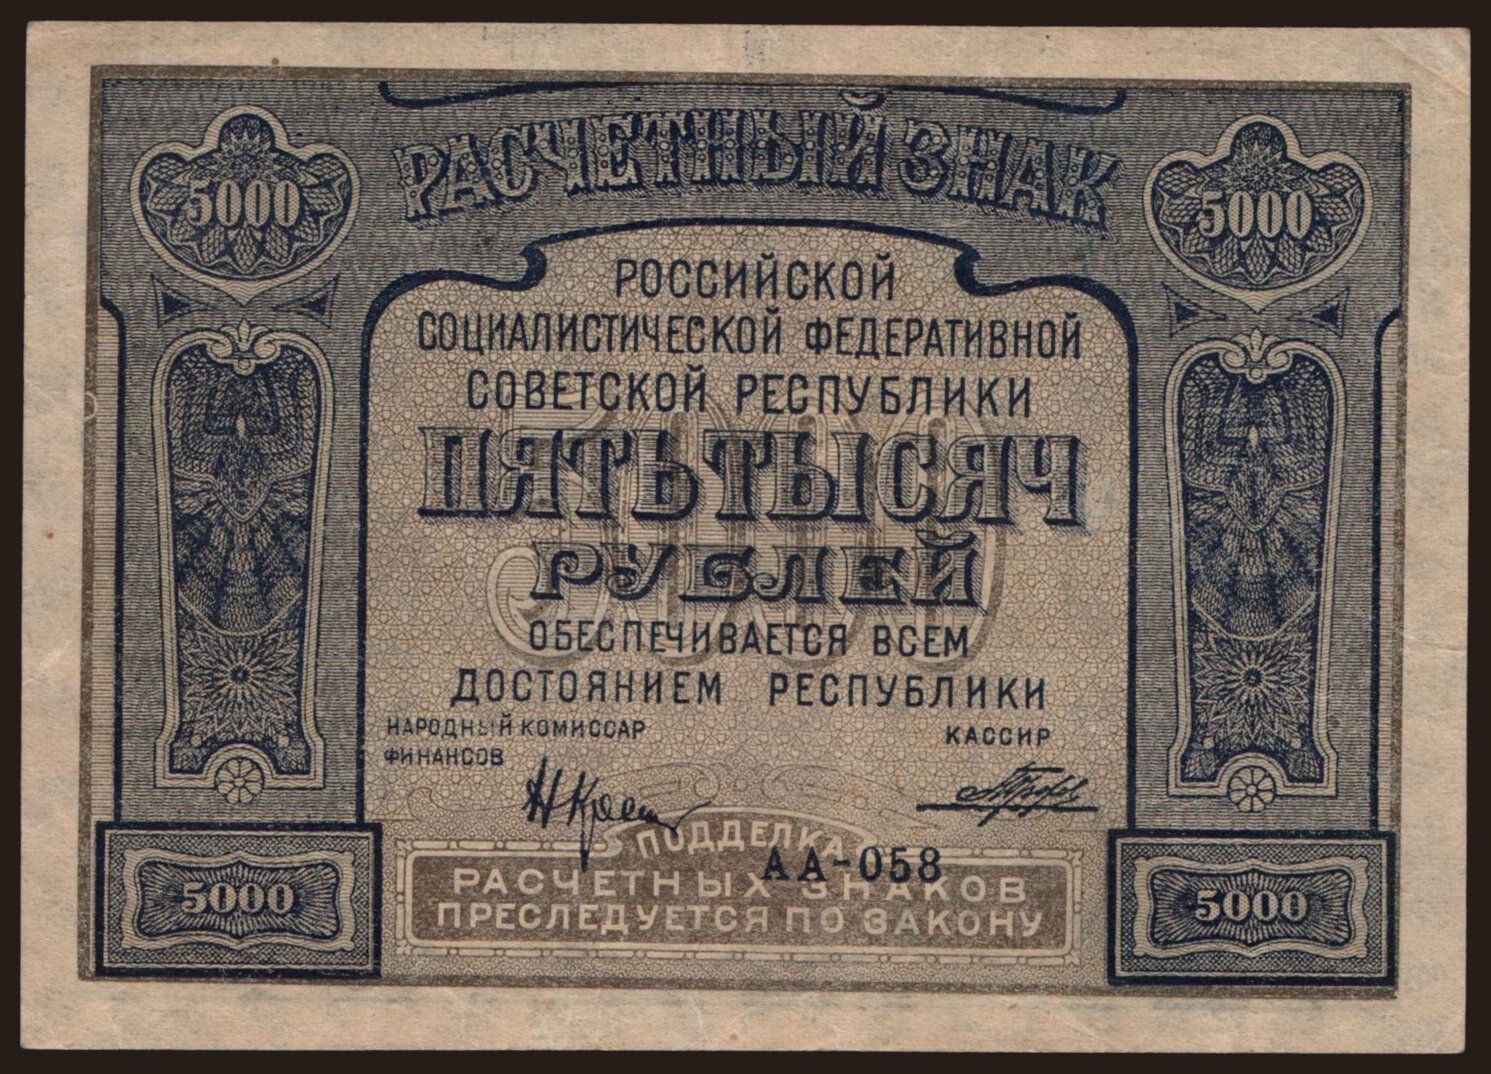 РАСЧЕТНЫЙ ЗНАК
5000
5000
РОССИЙСКОЙ
СОЦИАЛИСТИЧЕСКОЙ ФЕДЕРАТИВНОЙ
СОВЕТСКОЙ РЕСПУБЛИКИ
ПЯТЬ ТЫСЯЧ
РУБЛЕЙ
5000
ОБЕСПЕЧИВАЕТСЯ ВСЕМ
ДОСТОЯНИЕМ РЕСПУБЛИКИ
НАРОДНЫЙ КОМИССАР
ФИНАНСОВ
КАССИР
ПОДДЕЛКА
АА-058
РАСЧЕТНЫХ ЗНАКОВ
ПРЕСЛЕДУЕТСЯ ПО ЗАКОНУ
5000
5000